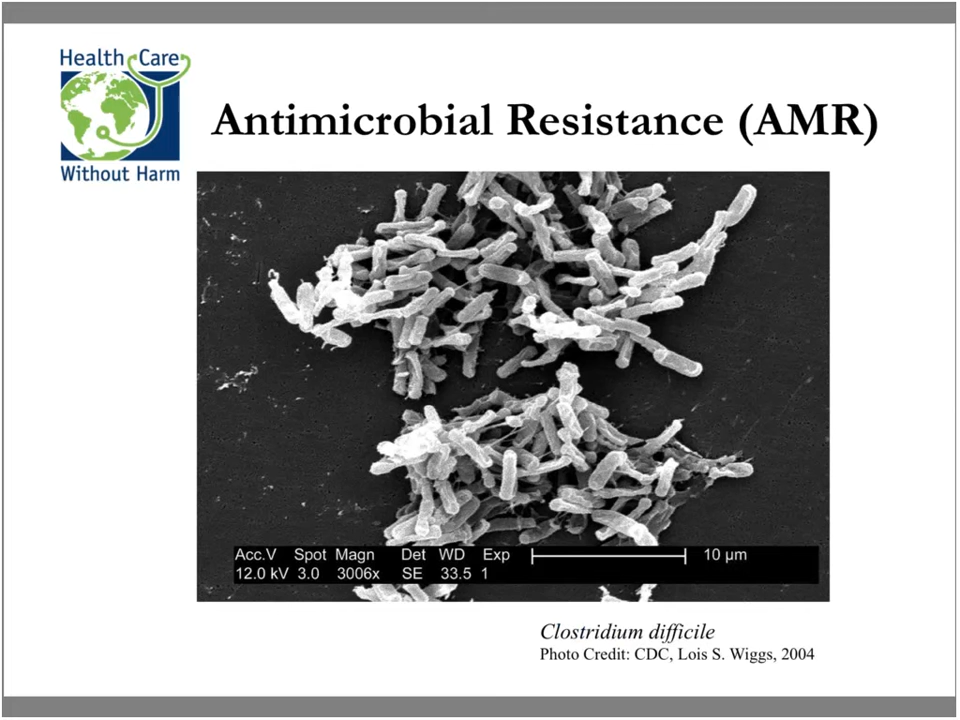 Health Care
Without Harm
Antimicrobial Resistance (AMR)
Acc.V Spot Magn Det WD Exp 10 µm
12.0 kV 3.0 3006x SE 33.5 1
Clostridium difficile
Photo Credit: CDC, Lois S. Wiggs, 2004